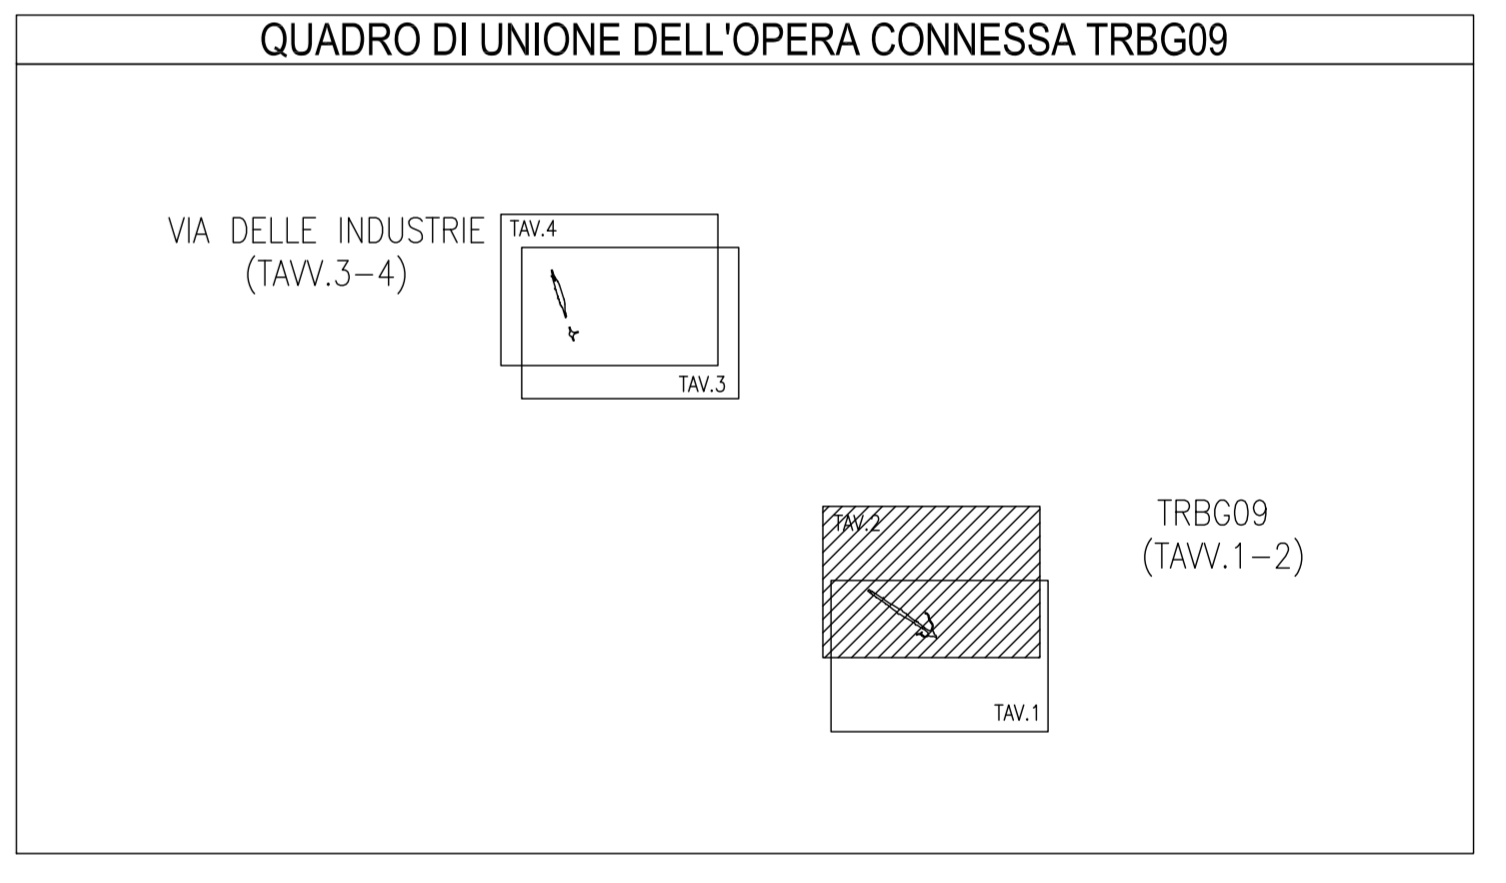 QUADRO DI UNIONE DELL'OPERA CONNESSA TRBG09
VIA DELLE INDUSTRIE
(TAVV.3-4)
TAV.4
TAV.3
TAV.2
TRBG09
(TAVV.1-2)
TAV.1